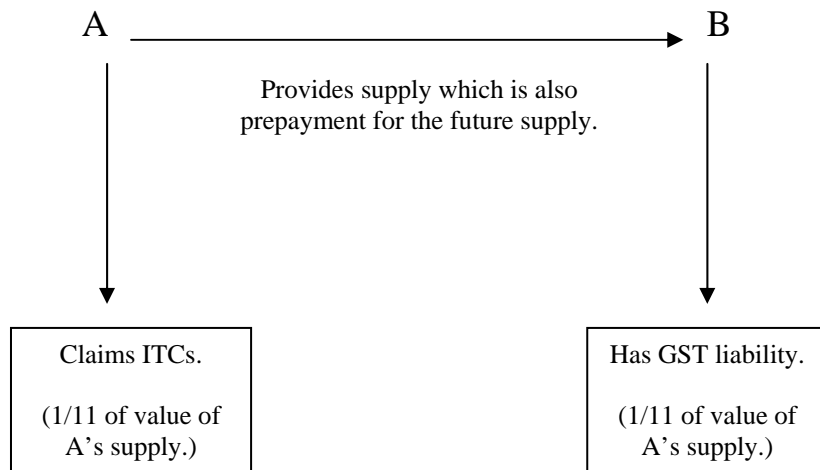 A B
Provides supply which is also
prepayment for the future supply.
Claims ITCs.
(1/11 of value of
A’s supply.)
Has GST liability.
(1/11 of value of
A’s supply.)